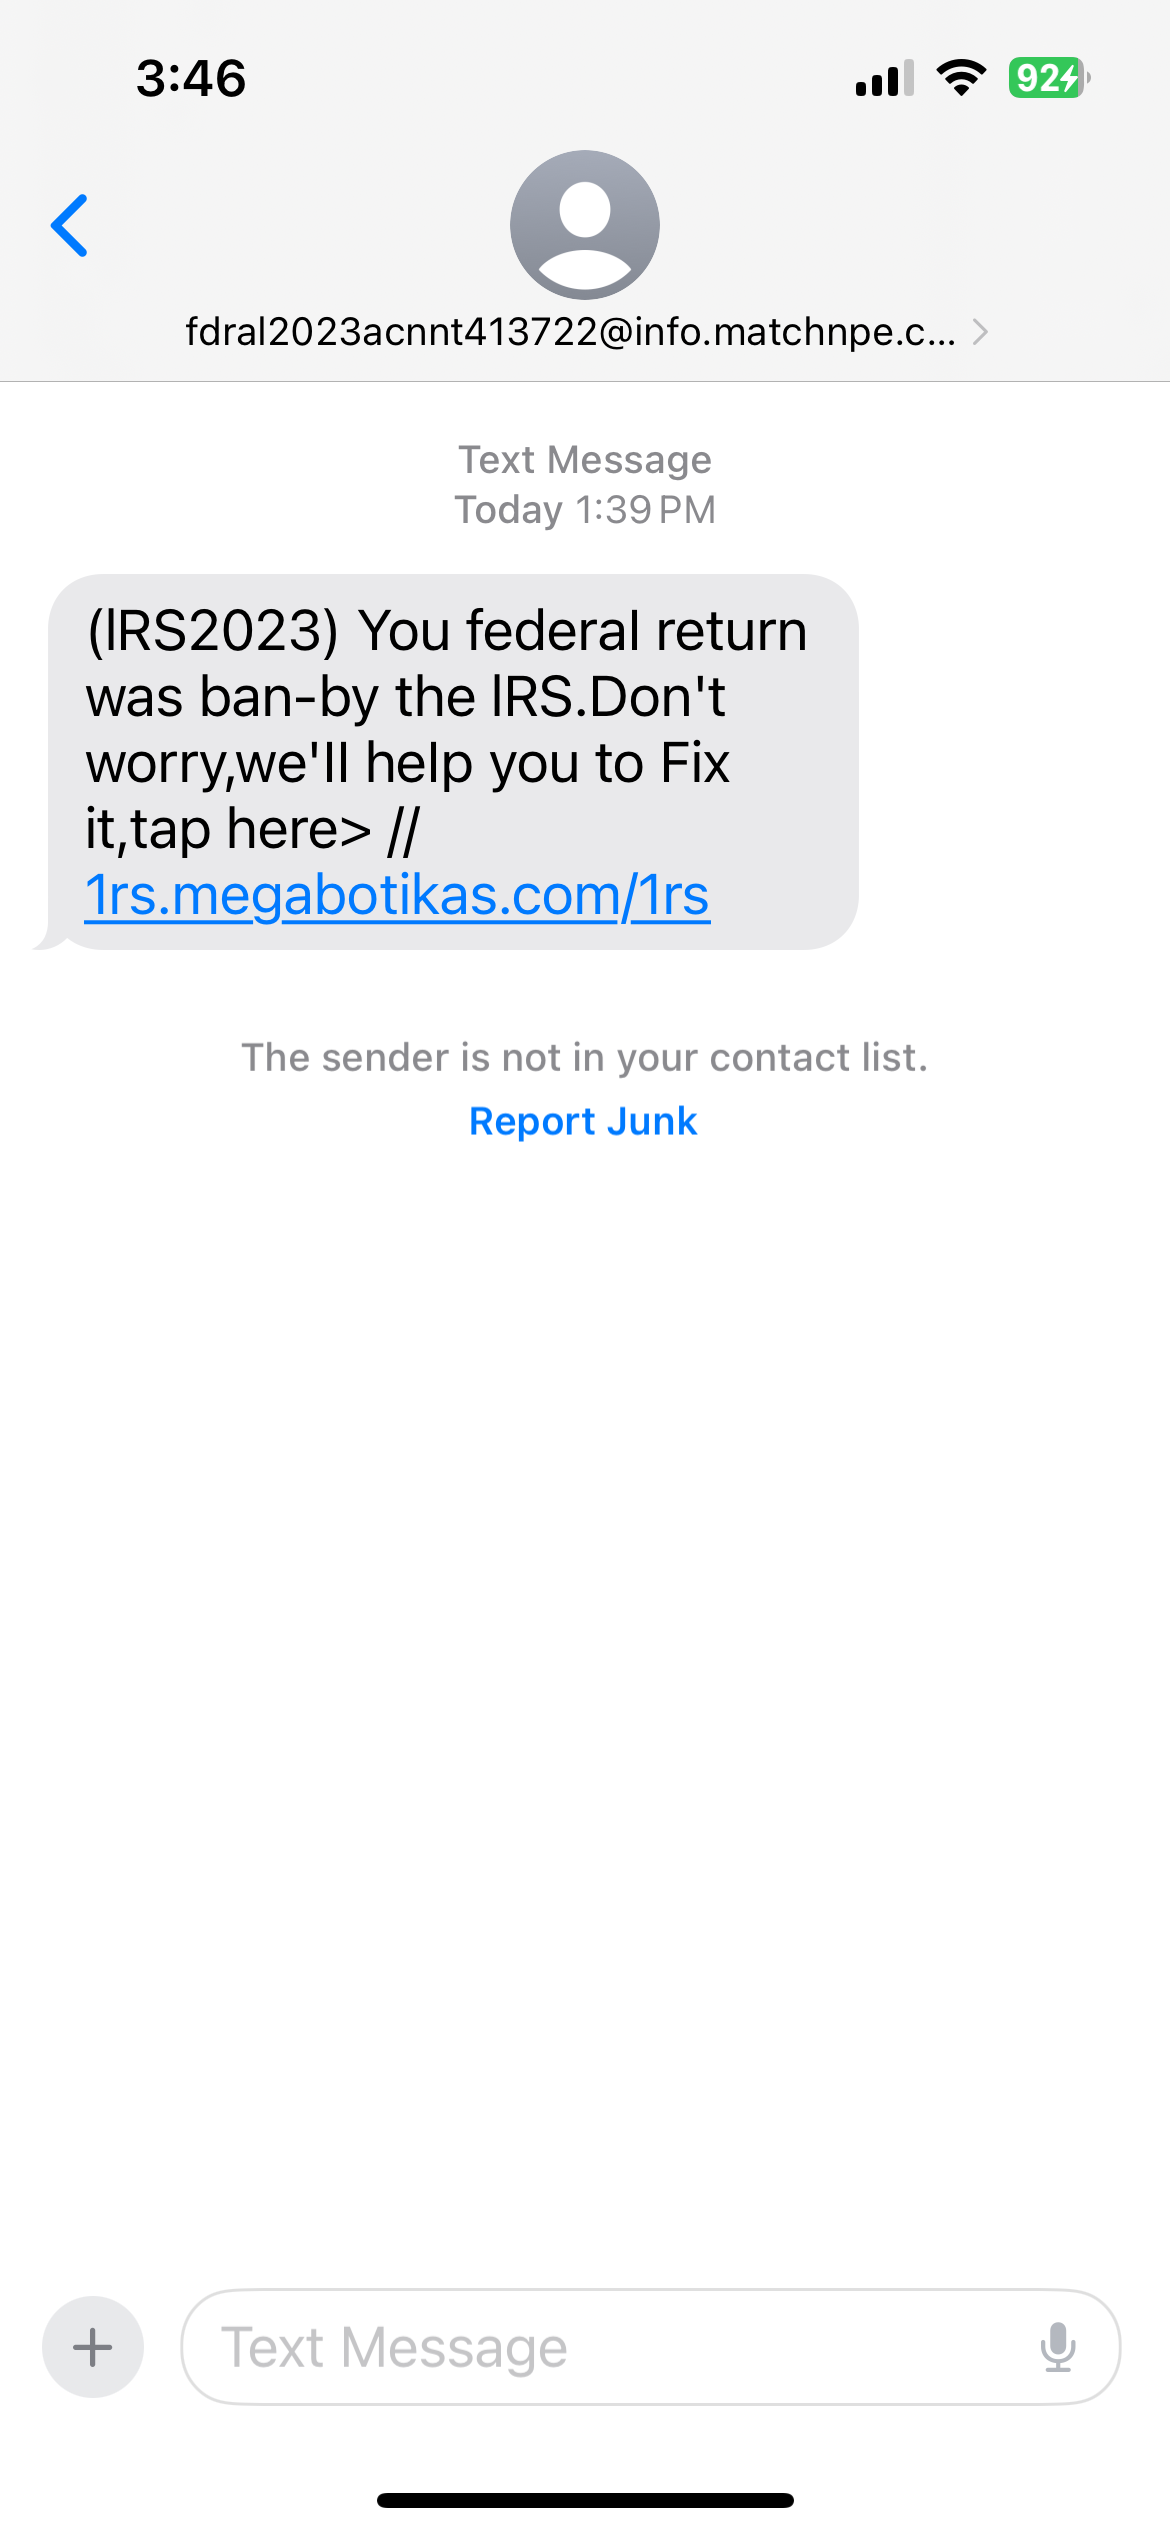 3:46
92
fdral2023acnnt413722@info.matchnpe.c...
Text Message
Today 1:39 PM
(lRS2023) You federal return
was ban-by the lRS.Don't
worry,we'll help you to Fix
it,tap here> //
1rs.megabotikas.com/1rs
The sender is not in your contact list.
Report Junk
Text Message